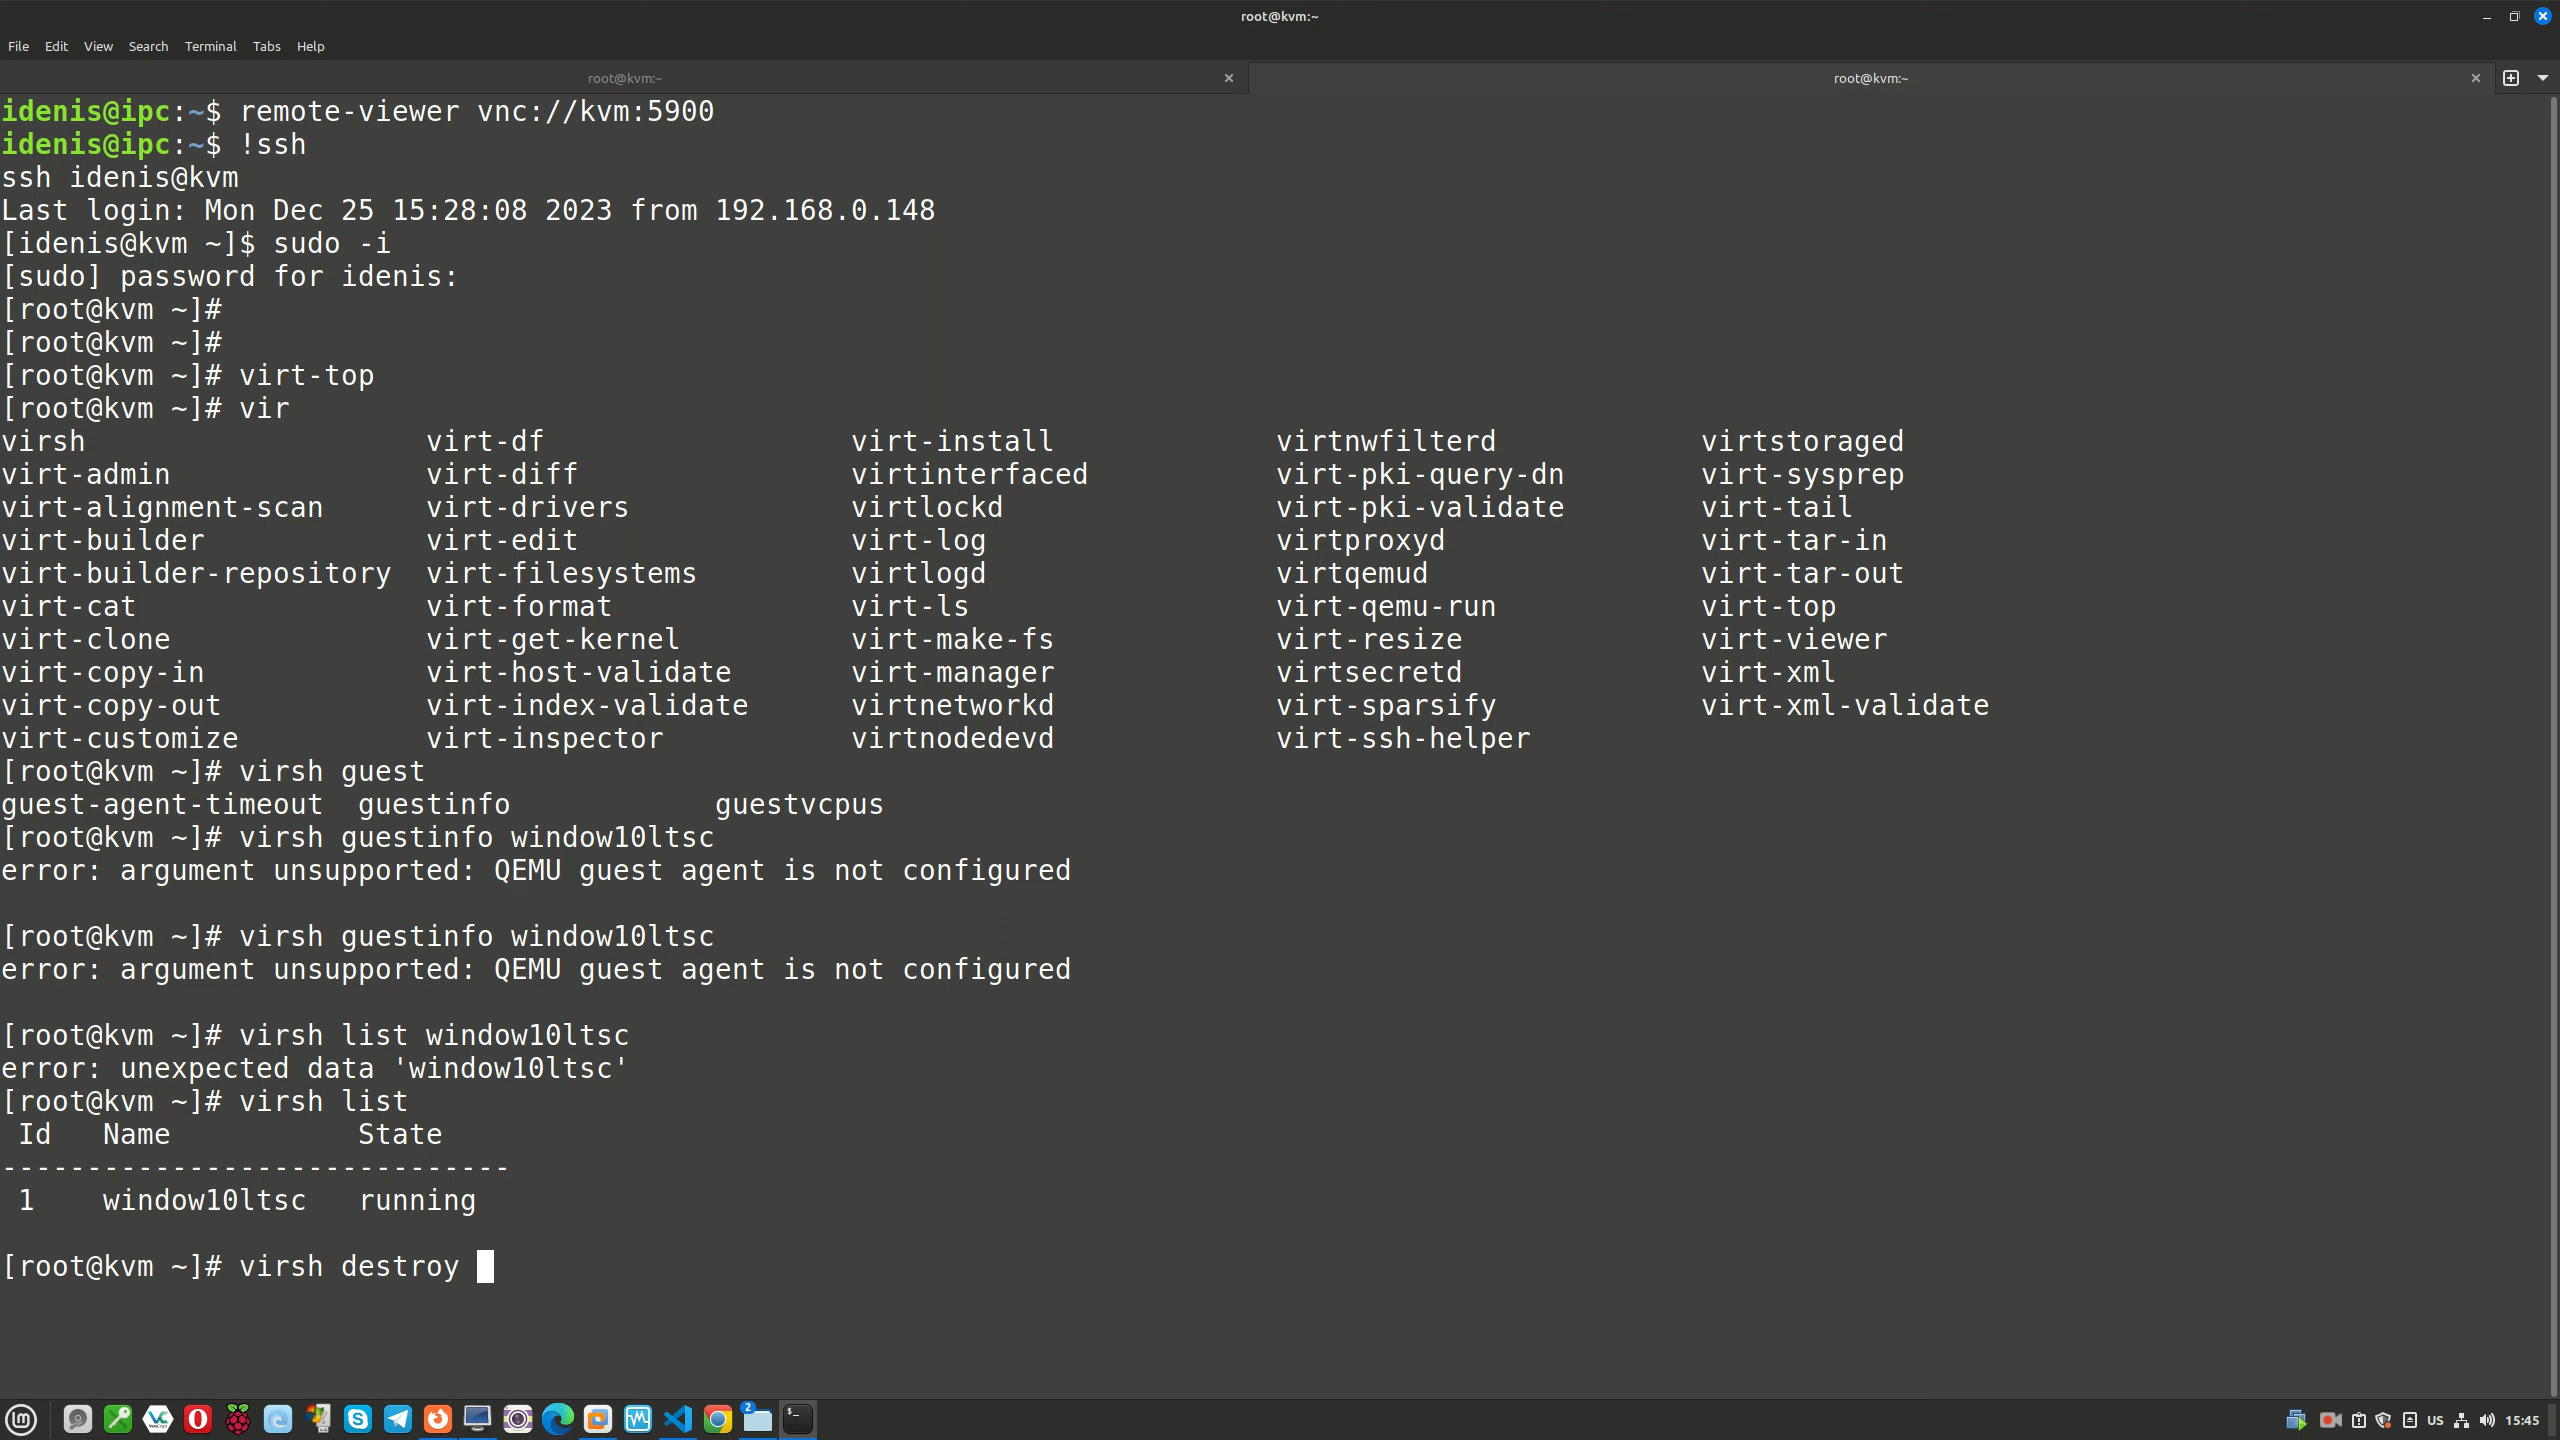 root@kvm:~
File Edit View Search Terminal Tabs Help
root@kvm:~ root@kvm:~
idenis@ipc:~$ remote-viewer vnc://kvm:5900
idenis@ipc:~$ !ssh
ssh idenis@kvm
Last login: Mon Dec 25 15:28:08 2023 from 192.168.0.148
[idenis@kvm ~]$ sudo -i
[sudo] password for idenis:
[root@kvm ~]#
[root@kvm ~]#
[root@kvm ~]# virt-top
[root@kvm ~]# vir
virsh virt-df virt-install virtnwfilterd virtstoraged
virt-admin virt-diff virtinterfaced virt-pki-query-dn virt-sysprep
virt-alignment-scan virt-drivers virtlockd virt-pki-validate virt-tail
virt-builder virt-edit virt-log virtproxyd virt-tar-in
virt-builder-repository virt-filesystems virtlogd virtqemud virt-tar-out
virt-cat virt-format virt-ls virt-qemu-run virt-top
virt-clone virt-get-kernel virt-make-fs virt-resize virt-viewer
virt-copy-in virt-host-validate virt-manager virtsecretd virt-xml
virt-copy-out virt-index-validate virtnetworkd virt-sparsify virt-xml-validate
virt-customize virt-inspector virtnodedevd virt-ssh-helper
[root@kvm ~]# virsh guest
guest-agent-timeout guestinfo guestvcpus
[root@kvm ~]# virsh guestinfo window10ltsc
error: argument unsupported: QEMU guest agent is not configured
[root@kvm ~]# virsh guestinfo window10ltsc
error: argument unsupported: QEMU guest agent is not configured
[root@kvm ~]# virsh list window10ltsc
error: unexpected data 'window10ltsc'
[root@kvm ~]# virsh list
Id Name State
------------------------------
1 window10ltsc running
[root@kvm ~]# virsh destroy
2
US 15:45